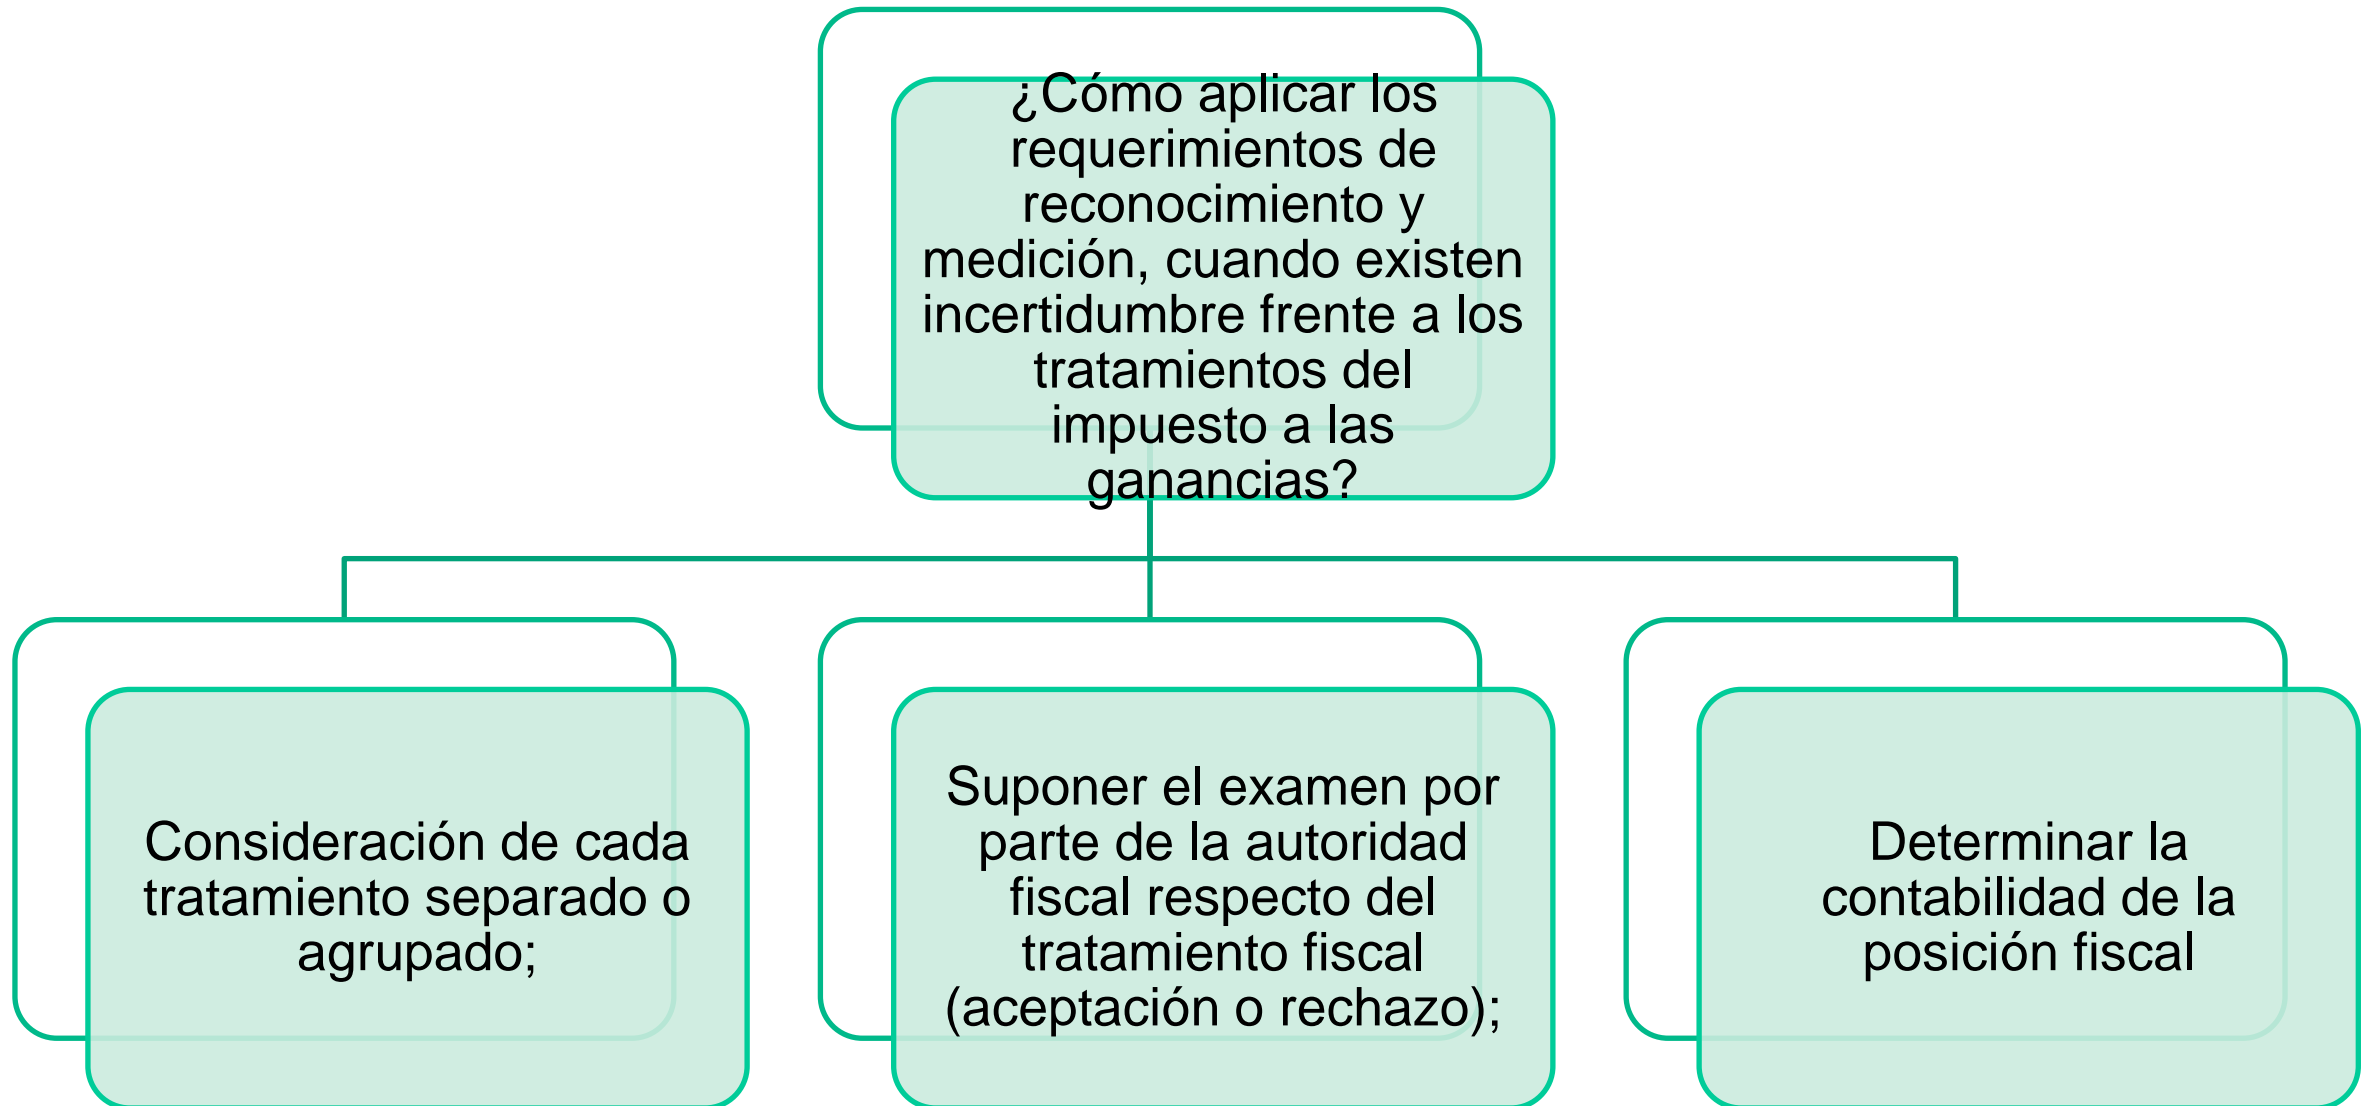 ¿Cómo aplicar los
requerimientos de
reconocimiento y
medición, cuando existen
incertidumbre frente a los
tratamientos del
impuesto a las
ganancias?
Consideración de cada
tratamiento separado o
agrupado;
Suponer el examen por
parte de la autoridad
fiscal respecto del
tratamiento fiscal
(aceptación o rechazo);
Determinar la
contabilidad de la
posición fiscal